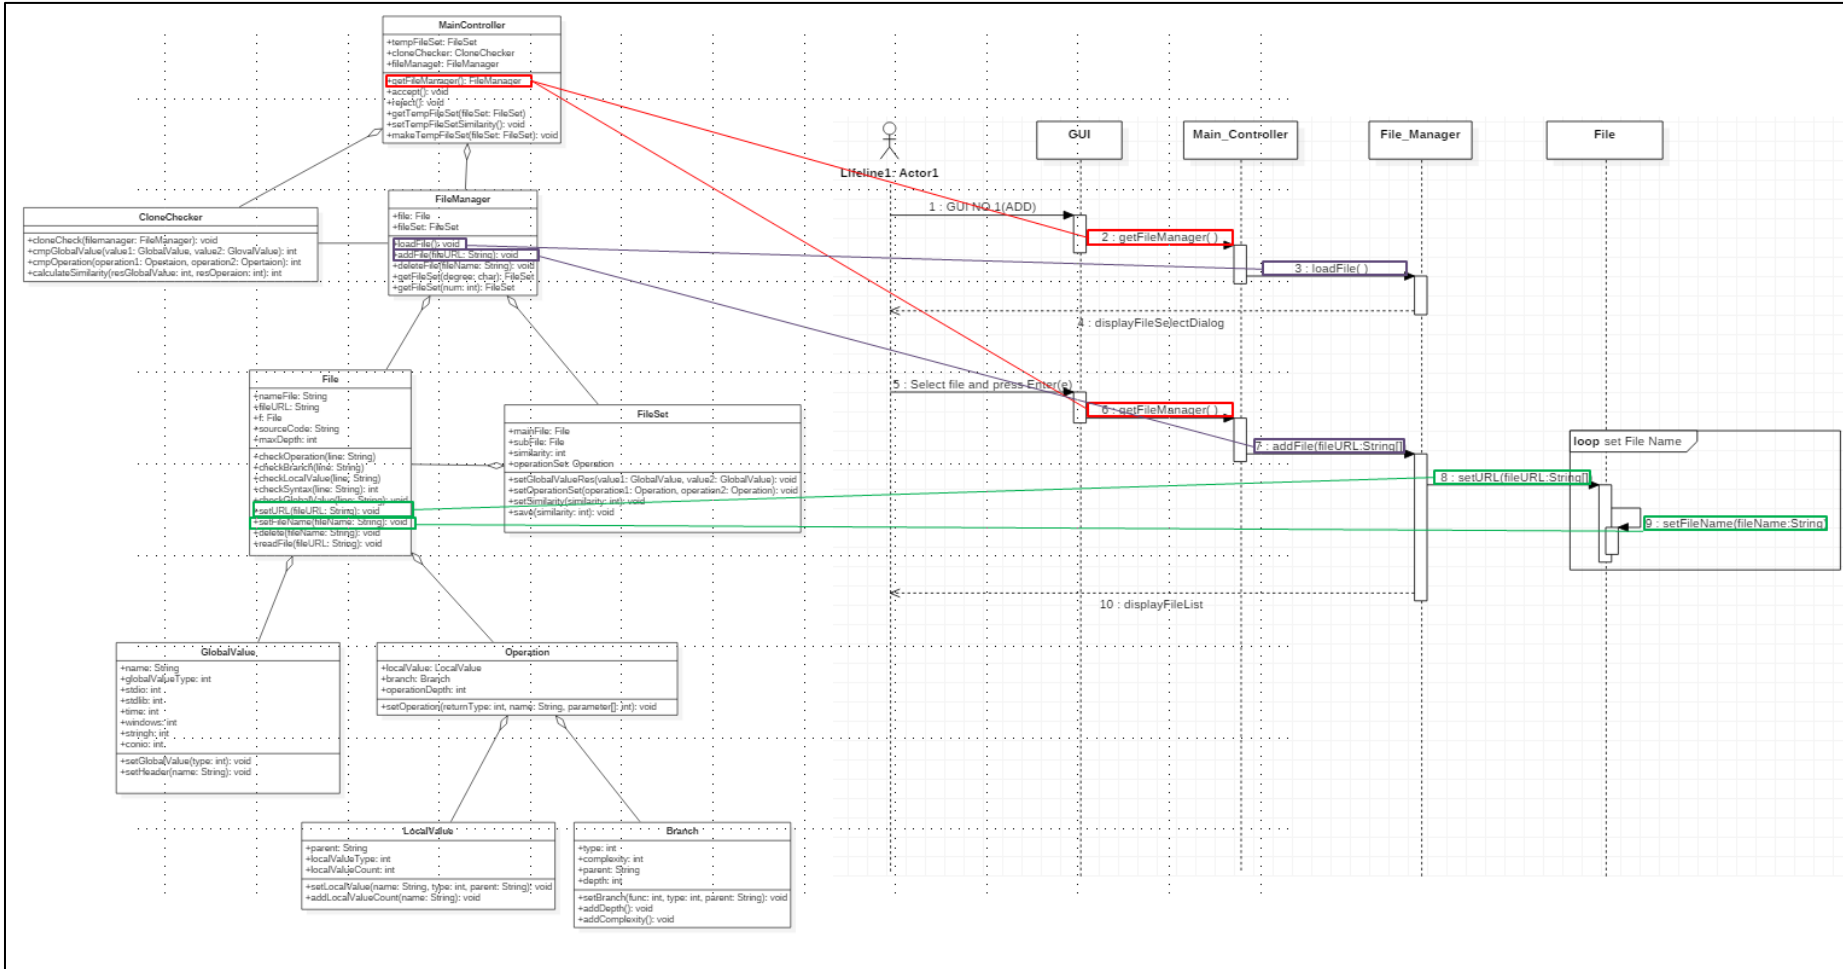 MainController
+tempFileSet: FileSet
+cloneChecker: CloneChecker
+fileManager: FileManager
+getFileManager(): FileManager
+accept(): void
+reject(): void
+getTempFileSet(fileSet: FileSet)
+setTempFileSetSimilarity(): void
+makeTempFileSet(fileSet: FileSet): void
CloneChecker
+cloneCheck(filemanager: FileManager): void
+cmpGlobalValue(value1: GlobalValue, value2: GlovalValue): int
+cmpOperation(operation1: Opertaion, operation2: Opertaion): int
+calculateSimilarity(resGlobalValue: int, resOperaion: int): int
FileManager
+file: File
+fileSet: FileSet
+loadFile(): void
+addFile(fileURL: String): void
+deleteFile(fileName: String): void
+getFileSet(degree: char): FileSet
+getFileSet(num: int): FileSet
File
+nameFile: String
+fileURL: String
+f: File
+sourceCode: String
+maxDepth: int
+checkOperation(line: String)
+checkBranch(line: String)
+checkLocalValue(line: String)
+checkSyntax(line: String): int
+checkGlobalValue(line: String): void
+setURL(fileURL: String): void
+setFileName(fileName: String): void
+delete(fileName: String): void
+readFile(fileURL: String): void
FileSet
+mainFile: File
+subFile: File
+similarity: int
+operationSet: Operation
+setGlobalValueRes(value1: GlobalValue, value2: GlobalValue): void
+setOperationSet(operation1: Operation, operation2: Operation): void
+setSimilarity(similarity: int): void
+save(similarity: int): void
GlobalValue
+name: String
+globalValueType: int
+stdio: int
+stdlib: int
+time: int
+windows: int
+stringh: int
+conio: int
+setGlobalValue(type: int): void
+setHeader(name: String): void
Operation
+localValue: LocalValue
+branch: Branch
+operationDepth: int
+setOperation(returnType: int, name: String, parameter[]: int): void
LocalValue
+parent: String
+localValueType: int
+localValueCount: int
+setLocalValue(name: String, type: int, parent: String): void
+addLocalValueCount(name: String): void
Branch
+type: int
+complexity: int
+parent: String
+depth: int
+setBranch(func: int, type: int, parent: String): void
+addDepth(): void
+addComplexity(): void
Lifeline1: Actor1
GUI
Main_Controller
File_Manager
File
1 : GUI NO.1(ADD)
2 : getFileManager( )
3 : loadFile( )
4 : displayFileSelectDialog
5 : Select file and press Enter(e)
6 : getFileManager( )
7 : addFile(fileURL:String[]
loop set File Name
8 : setURL(fileURL:String[]
9 : setFileName(fileName:String)
10 : displayFileList